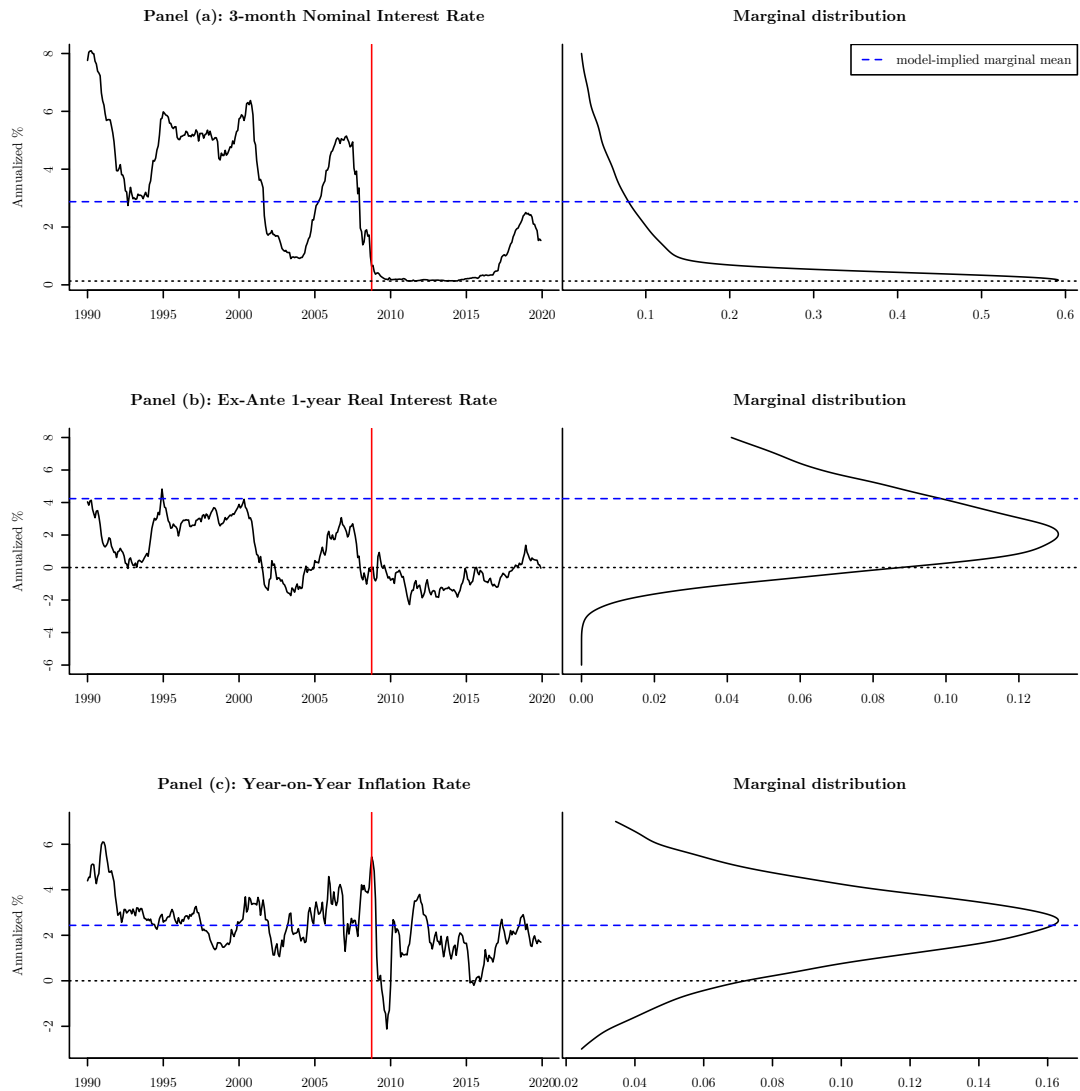 Panel (a): 3-month Nominal Interest Rate
Marginal distribution
Annualized %
8
6
4
2
0
1990 1995 2000 2005 2010 2015 2020
model-implied marginal mean
0.1 0.2 0.3 0.4 0.5 0.6
Panel (b): Ex-Ante 1-year Real Interest Rate
Marginal distribution
Annualized %
8
6
4
2
0
-2
-4
-6
1990 1995 2000 2005 2010 2015 2020
0.00 0.02 0.04 0.06 0.08 0.10 0.12
Panel (c): Year-on-Year Inflation Rate
Marginal distribution
Annualized %
6
4
2
0
-2
1990 1995 2000 2005 2010 2015 2020
0.02 0.04 0.06 0.08 0.10 0.12 0.14 0.16